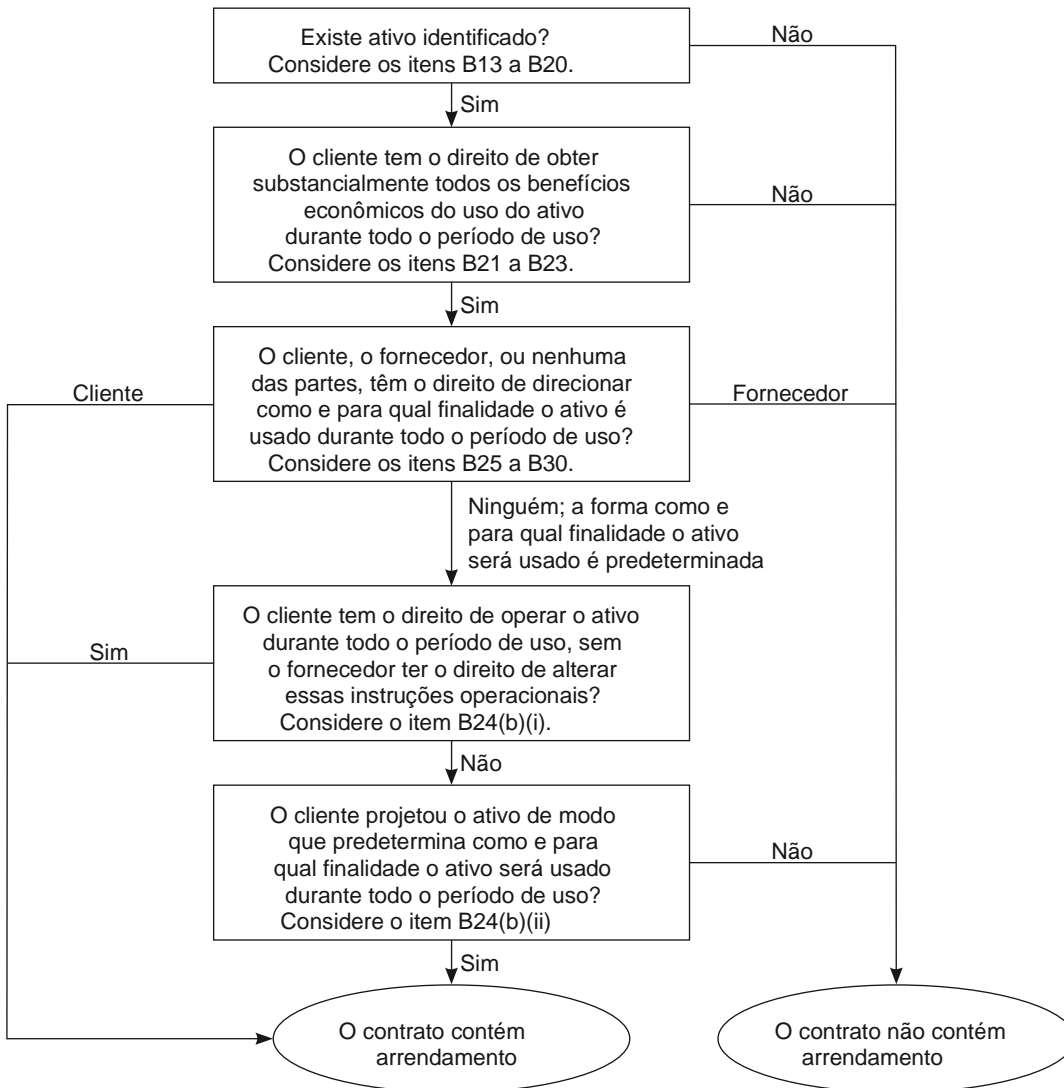 Existe ativo identificado?
Considere os itens B13 a B20.
Não
Sim
O cliente tem o direito de obter
substancialmente todos os benefícios
econômicos do uso do ativo
durante todo o período de uso?
Considere os itens B21 a B23.
Não
Sim
O cliente, o fornecedor, ou nenhuma
das partes, têm o direito de direcionar
como e para qual finalidade o ativo é
usado durante todo o período de uso?
Considere os itens B25 a B30.
Cliente
Fornecedor
Ninguém; a forma como e
para qual finalidade o ativo
será usado é predeterminada
O cliente tem o direito de operar o ativo
durante todo o período de uso, sem
o fornecedor ter o direito de alterar
essas instruções operacionais?
Considere o item B24(b)(i).
Sim
Não
O cliente projetou o ativo de modo
que predetermina como e para
qual finalidade o ativo será usado
durante todo o período de uso?
Considere o item B24(b)(ii)
Não
Sim
O contrato contém
arrendamento
O contrato não contém
arrendamento